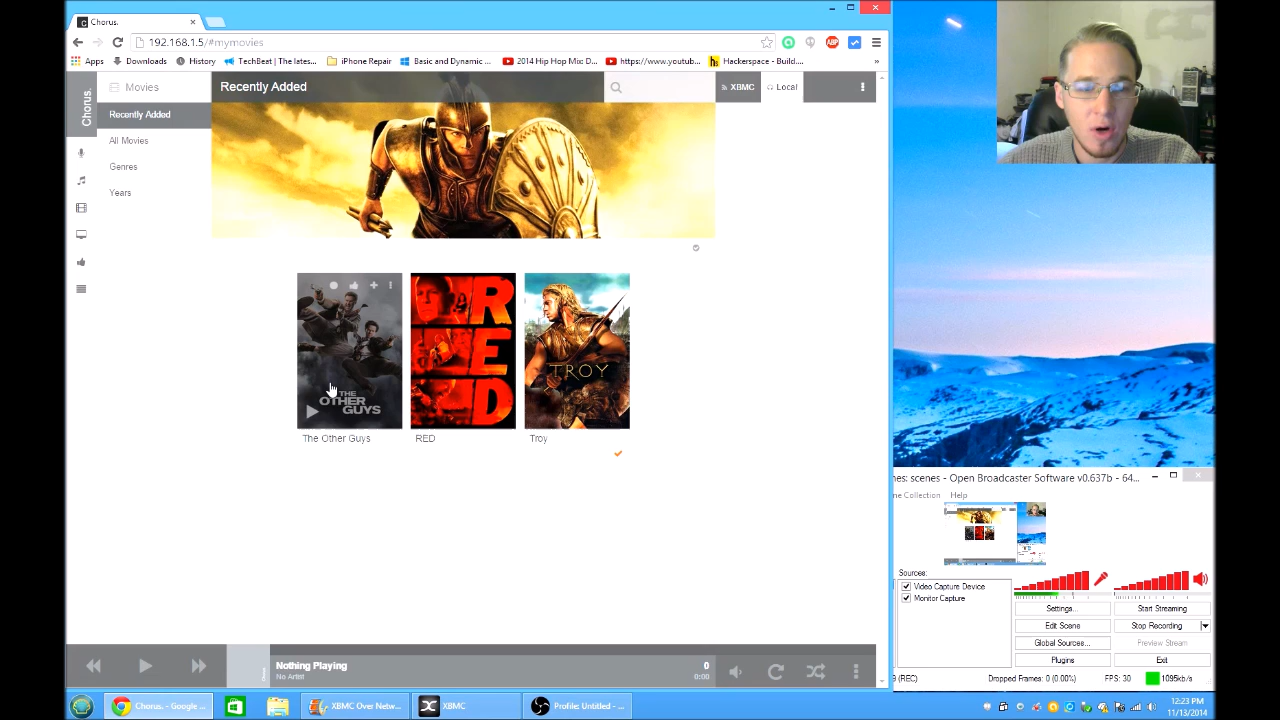 Chorus.
192.168.1.5/#mymovies
Apps
Downloads
History
TechBeat | The lates...
iPhone Repair
Basic and Dynamic ...
2014 Hip Hop Mix: D...
https://www.youtub...
Hackerspace - Build...
»
Chorus.
Movies
Recently Added
XBMC
Local
Recently Added
All Movies
Genres
Years
THE OTHER GUYS
RED
TROY
The Other Guys
RED
Troy
nes: scenes - Open Broadcaster Software v0.637b - 64...
ne Collection
Help
Sources:
Video Capture Device
Monitor Capture
Settings...
Start Streaming
Edit Scene
Stop Recording
Global Sources...
Preview Stream
Plugins
Exit
(REC)
Dropped Frames: 0 (0.00%)
FPS: 30
1095kb/s
Nothing Playing
No Artist
0
0:00
Chorus. - Google ...
XBMC Over Netw...
XBMC
Profile: Untitled - ...
12:23 PM
11/13/2014